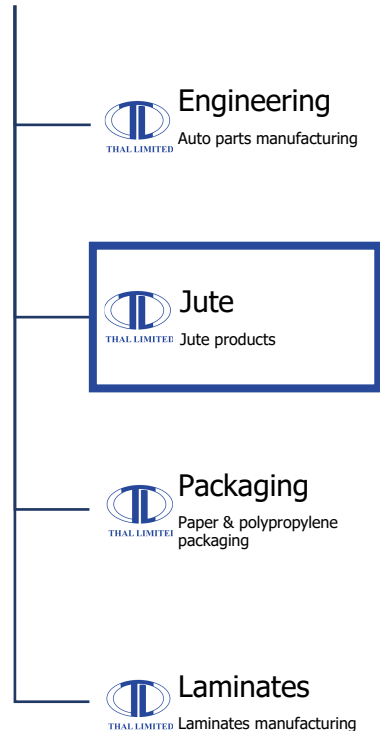 Engineering
Auto parts manufacturing
THAL LIMITED
Jute
Jute products
THAL LIMITED
Packaging
Paper & polypropylene
packaging
THAL LIMITE
Laminates
Laminates manufacturing
THAL LIMITED